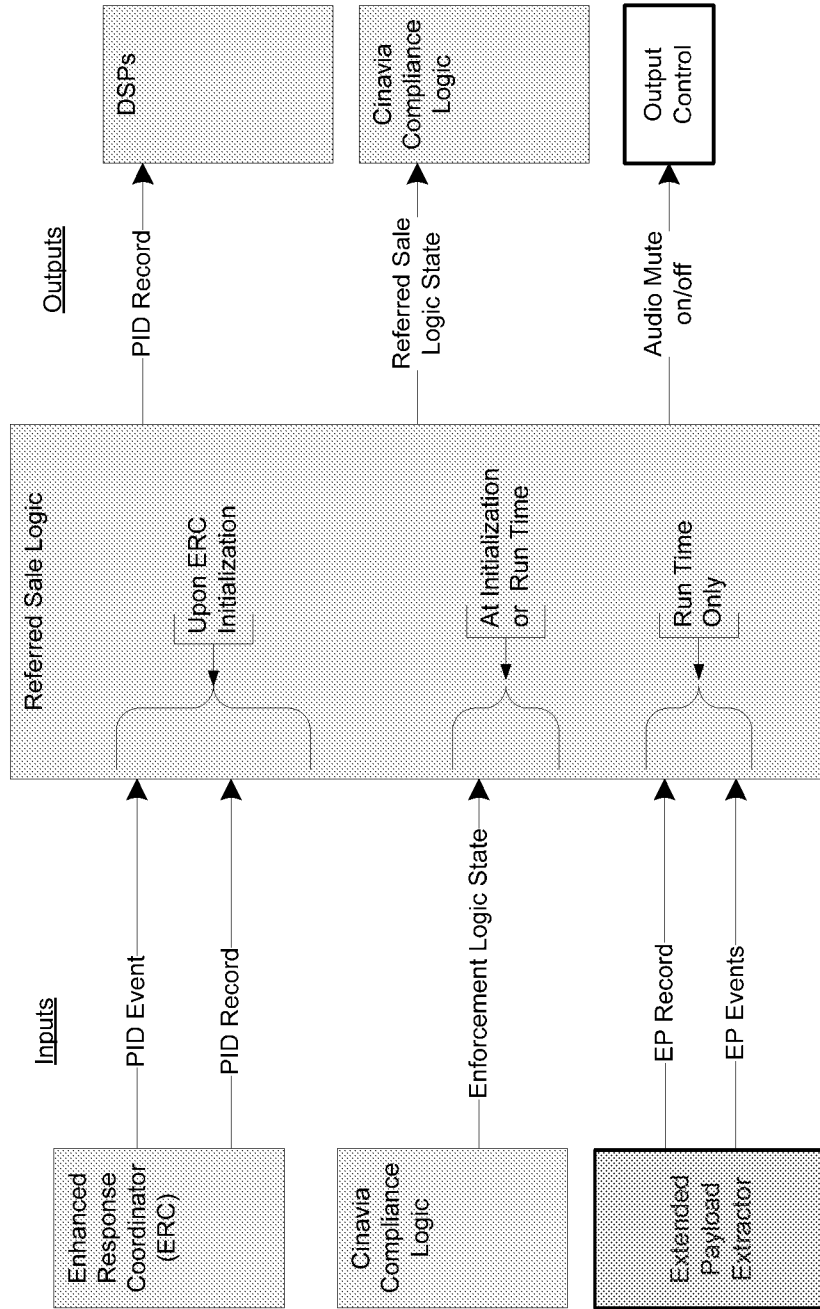 Inputs
Outputs
Enhanced
Response
Coordinator
(ERC)
PID Event
PID Record
Cinavia
Compliance
Logic
Enforcement Logic State
Extended
Payload
Extractor
EP Record
EP Events
Referred Sale Logic
Upon ERC
Initialization
At Initialization
or Run Time
Run Time
Only
PID Record
DSPs
Referred Sale
Logic State
Cinavia
Compliance
Logic
Audio Mute
on/off
Output
Control